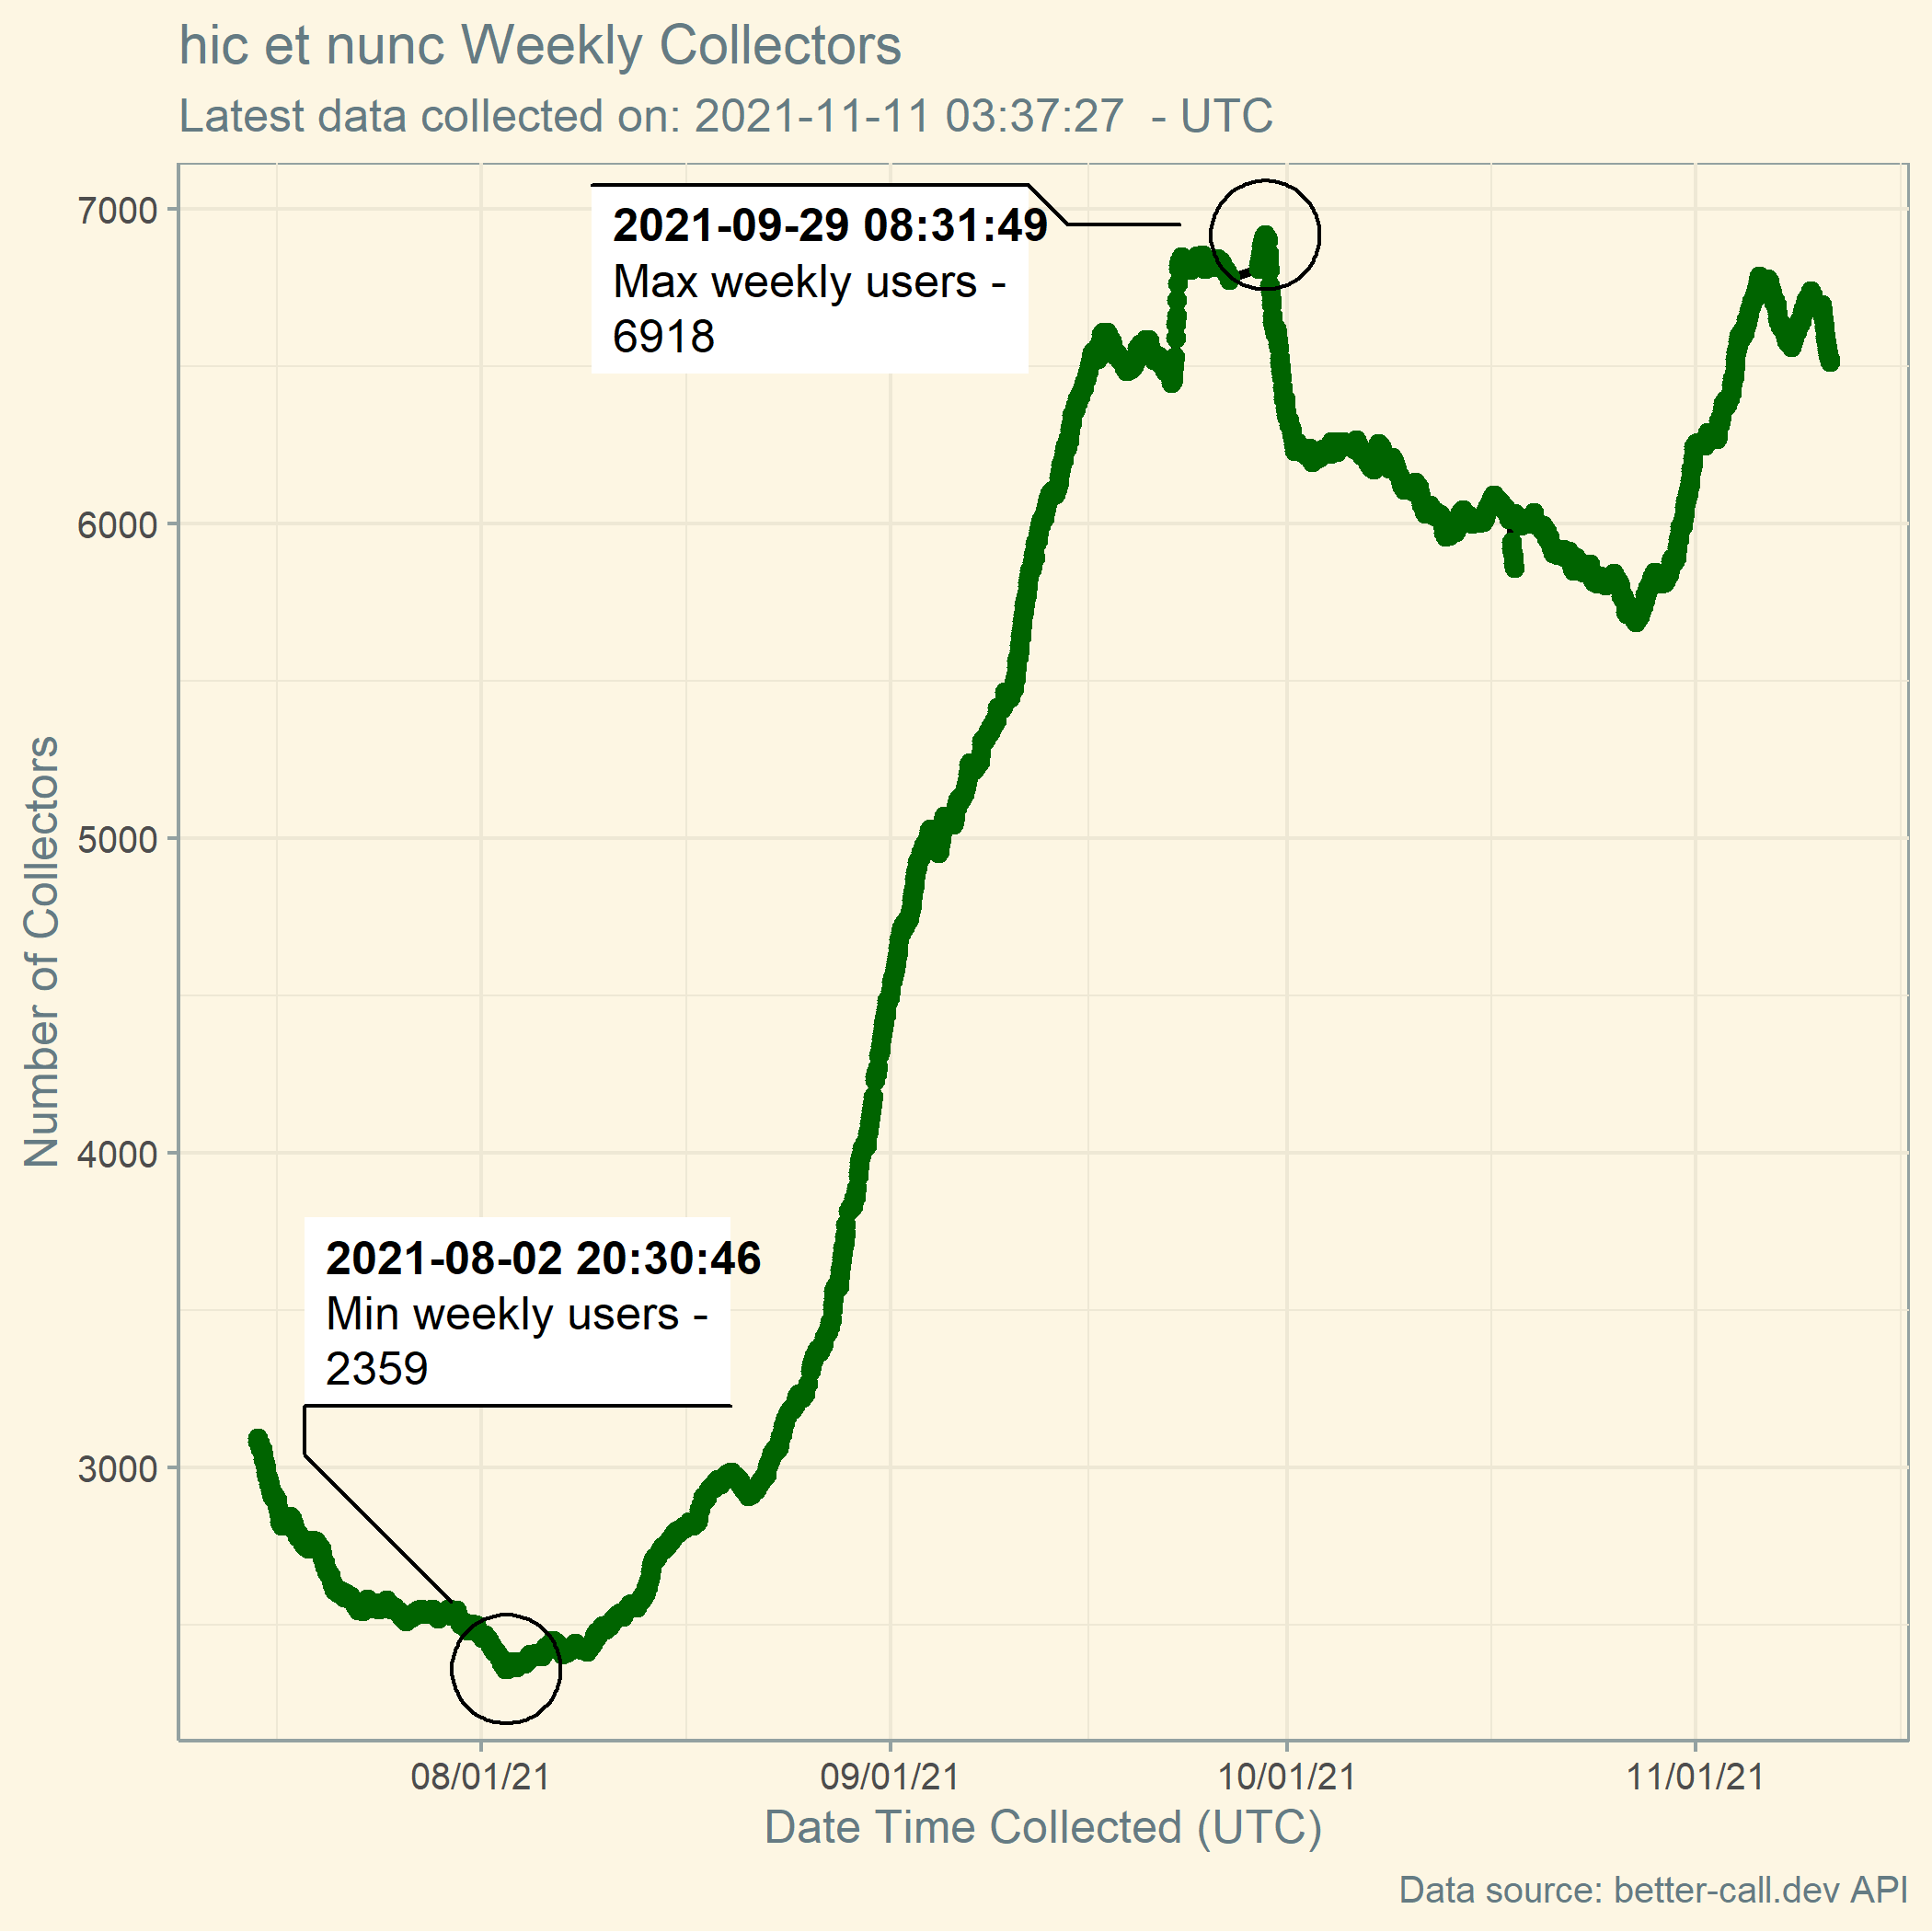 hic et nunc Weekly Collectors
Latest data collected on: 2021-11-11 03:37:27  - UTC
2021-09-29 08:31:49
Max weekly users -
6918
2021-08-02 20:30:46
Min weekly users -
2359
Number of Collectors
7000
6000
5000
4000
3000
08/01/21
09/01/21
10/01/21
11/01/21
Date Time Collected (UTC)
Data source: better-call.dev API